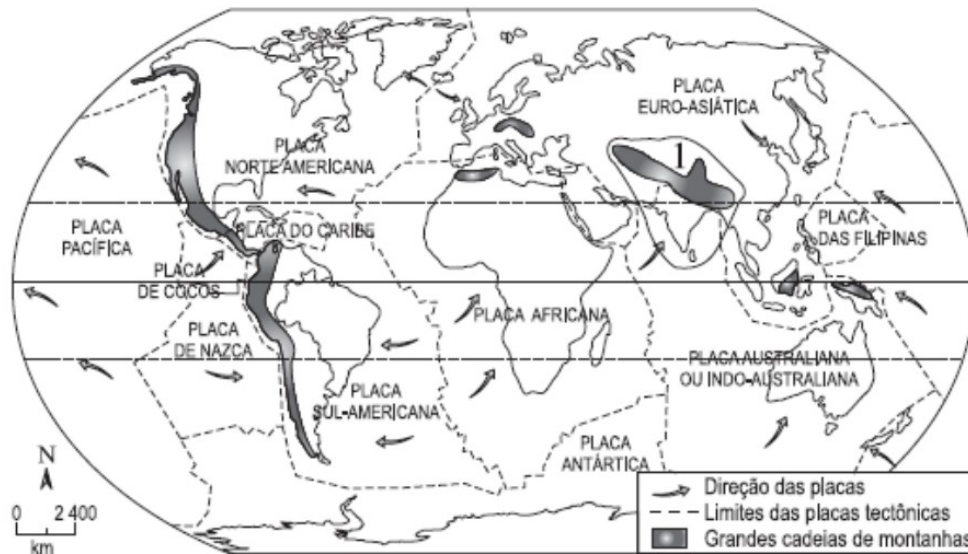 PLACA
EURO-ASIÁTICA
1
PLACA
NORTE AMERICANA
PLACA
PACÍFICA
PLACA DO CARIBE
PLACA
DAS FILIPINAS
PLACA
DE COCOS
PLACA AFRICANA
PLACA
DE NAZCA
PLACA AUSTRALIANA
OU INDO-AUSTRALIANA
PLACA
SUL-AMERICANA
PLACA
ANTÁRTICA
N
0 2 400
km
Direção das placas
Limites das placas tectônicas
Grandes cadeias de montanhas